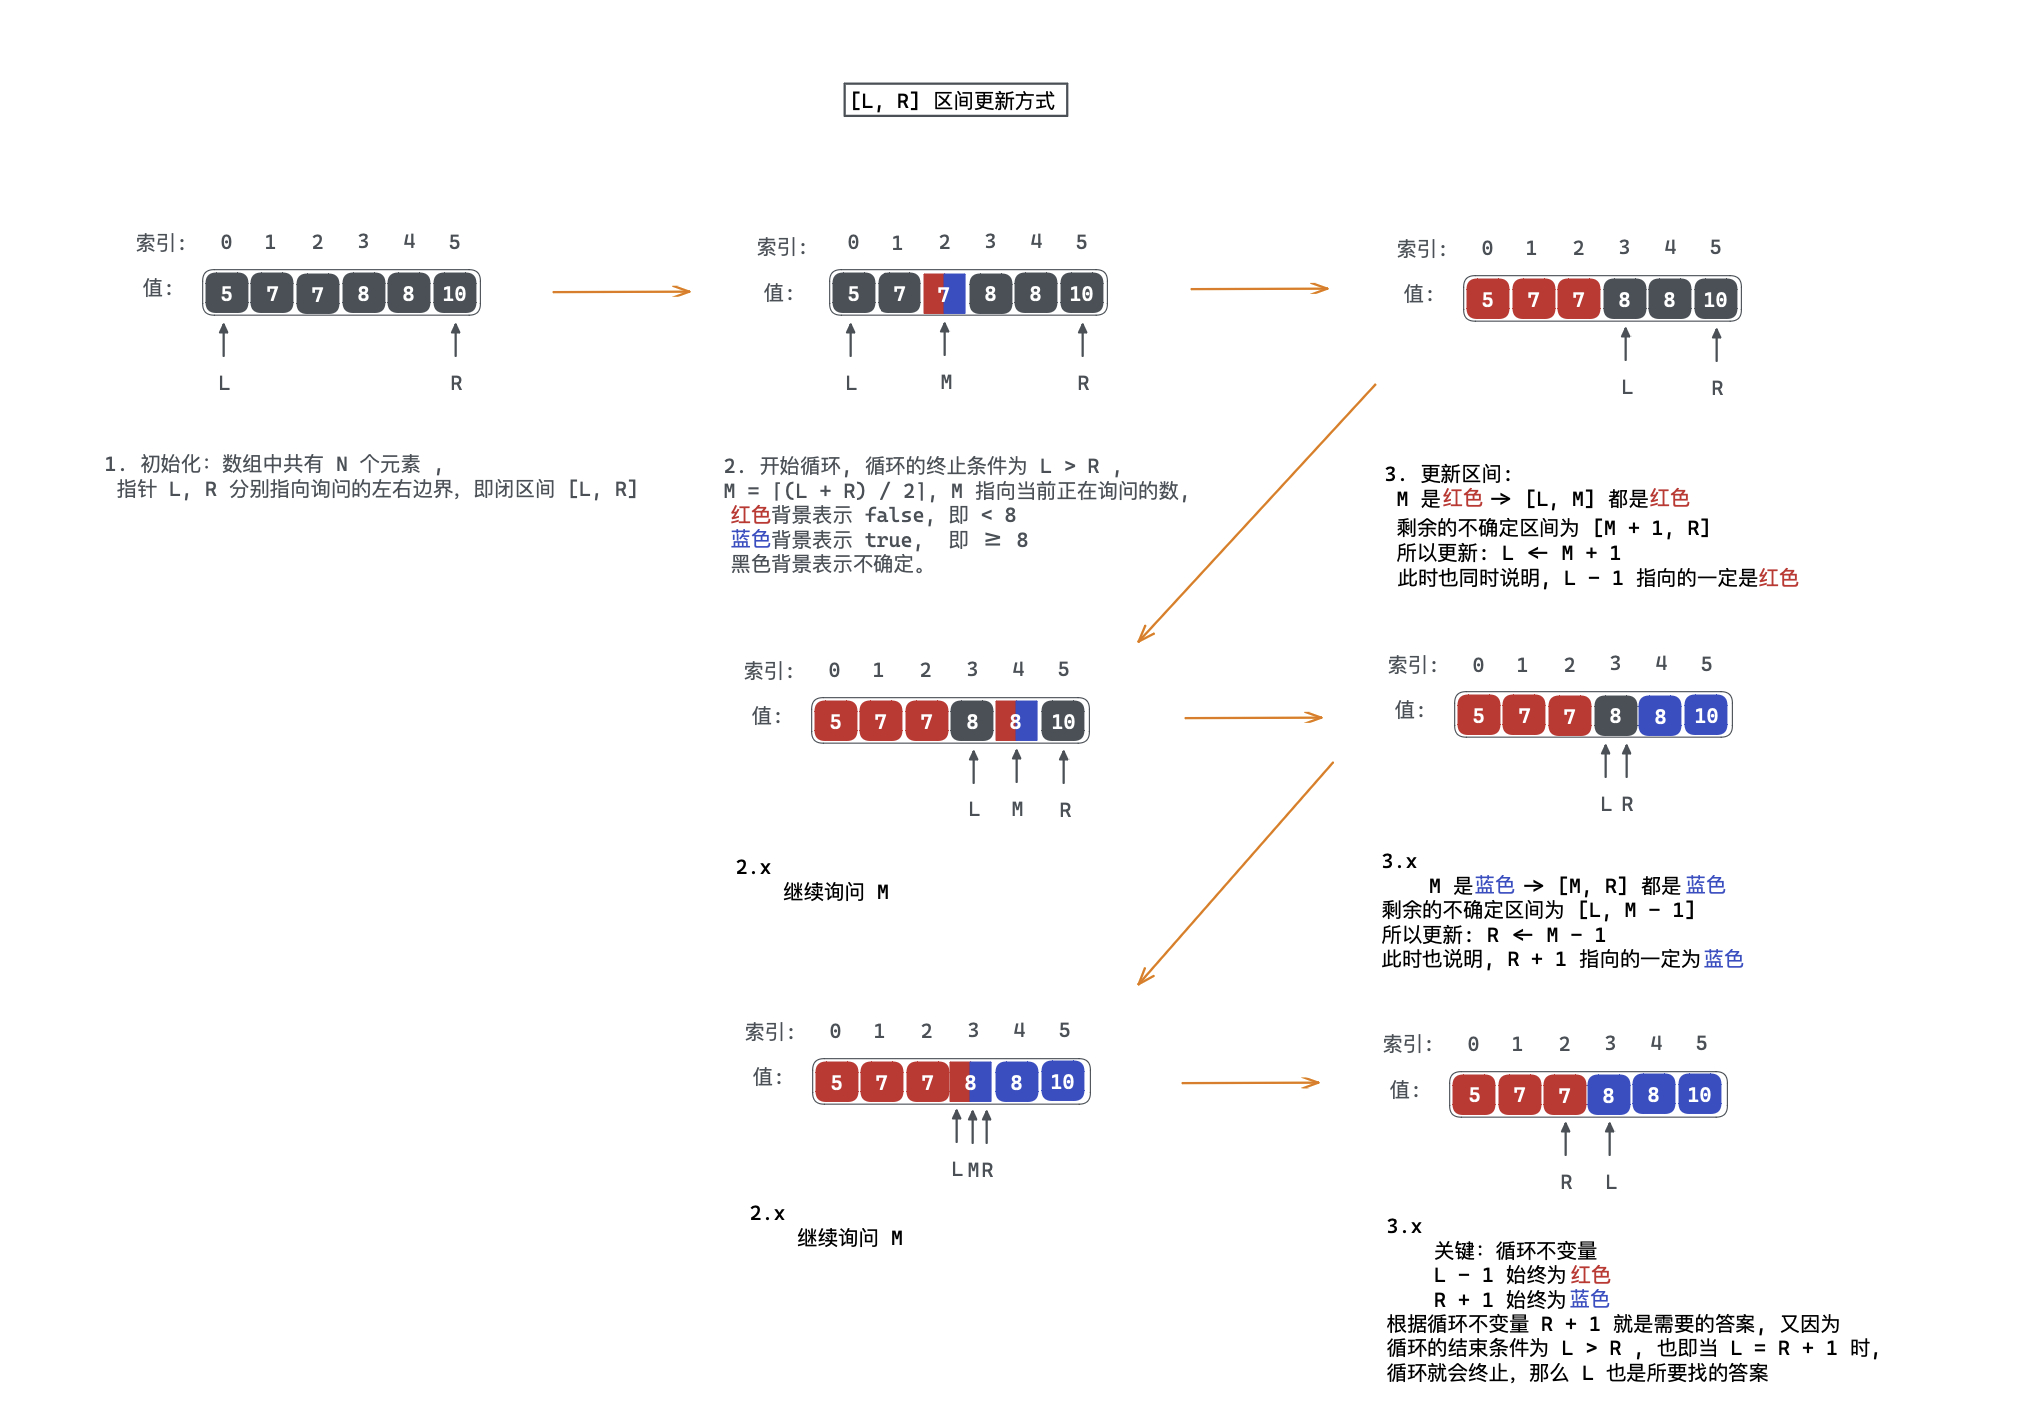 [L, R] 区间更新方式
索引: 0 1 2 3 4 5
值: 5 7 7 8 8 10
L R
1. 初始化: 数组中共有 N 个元素 ,
指针 L, R 分别指向询问的左右边界, 即闭区间 [L, R]
索引: 0 1 2 3 4 5
值: 5 7 7 8 8 10
L M R
2. 开始循环, 循环的终止条件为 L > R ,
M = ⌈(L + R) / 2⌉, M 指向当前正在询问的数,
红色背景表示 false, 即 < 8
蓝色背景表示 true, 即 ≥ 8
黑色背景表示不确定。
索引: 0 1 2 3 4 5
值: 5 7 7 8 8 10
L R
3. 更新区间:
M 是红色 → [L, M] 都是红色
剩余的不确定区间为 [M + 1, R]
所以更新: L ← M + 1
此时也同时说明, L - 1 指向的一定是红色
索引: 0 1 2 3 4 5
值: 5 7 7 8 8 10
L M R
2.x
继续询问 M
索引: 0 1 2 3 4 5
值: 5 7 7 8 8 10
L R
3.x
M 是蓝色 → [M, R] 都是蓝色
剩余的不确定区间为 [L, M - 1]
所以更新: R ← M - 1
此时也说明, R + 1 指向的一定为蓝色
索引: 0 1 2 3 4 5
值: 5 7 7 8 8 10
L M R
2.x
继续询问 M
索引: 0 1 2 3 4 5
值: 5 7 7 8 8 10
R L
3.x
关键: 循环不变量
L - 1 始终为红色
R + 1 始终为蓝色
根据循环不变量 R + 1 就是需要的答案, 又因为
循环的结束条件为 L > R , 也即当 L = R + 1 时,
循环就会终止, 那么 L 也是所要找的答案